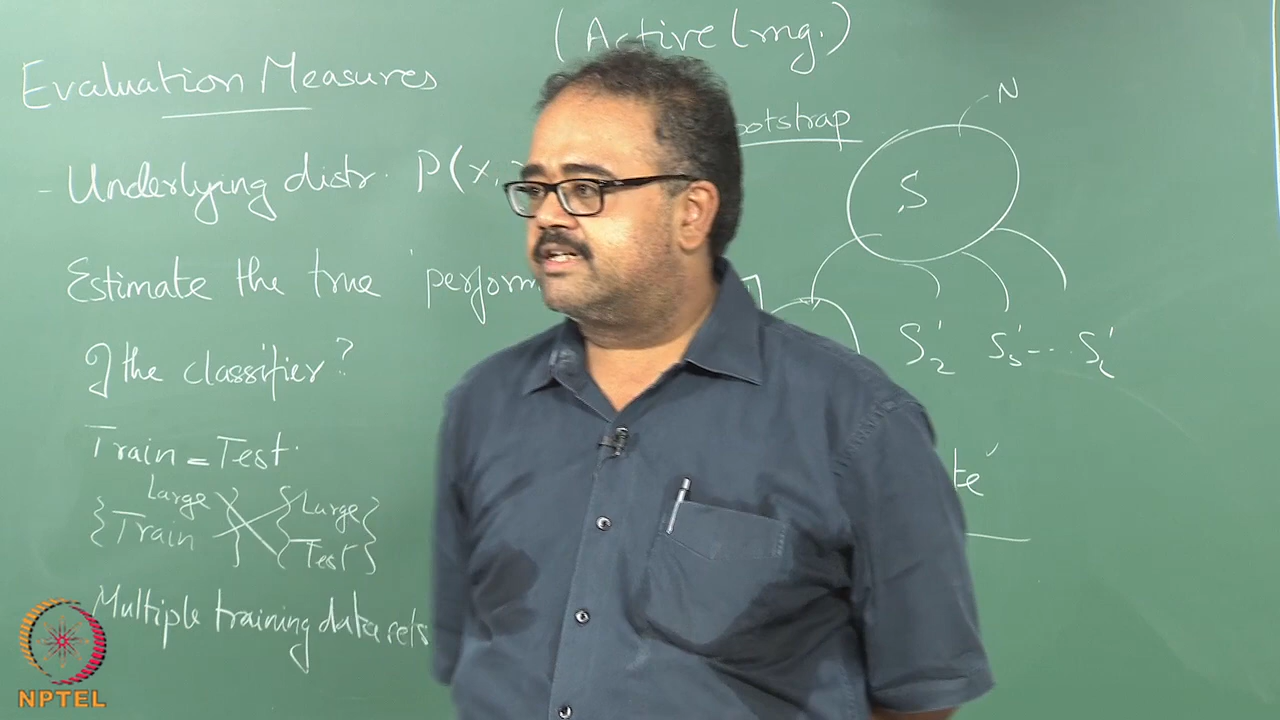 (Active Lrng.)
Evaluation Measures
- Underlying distr. P(x,
Estimate the true perform
of the classifier?
Train = Test.
{ Large Train } { Large Test }
Multiple training data sets
ootstrap
N
S
S'2 S'3 -- .. S'L
te
NPTEL